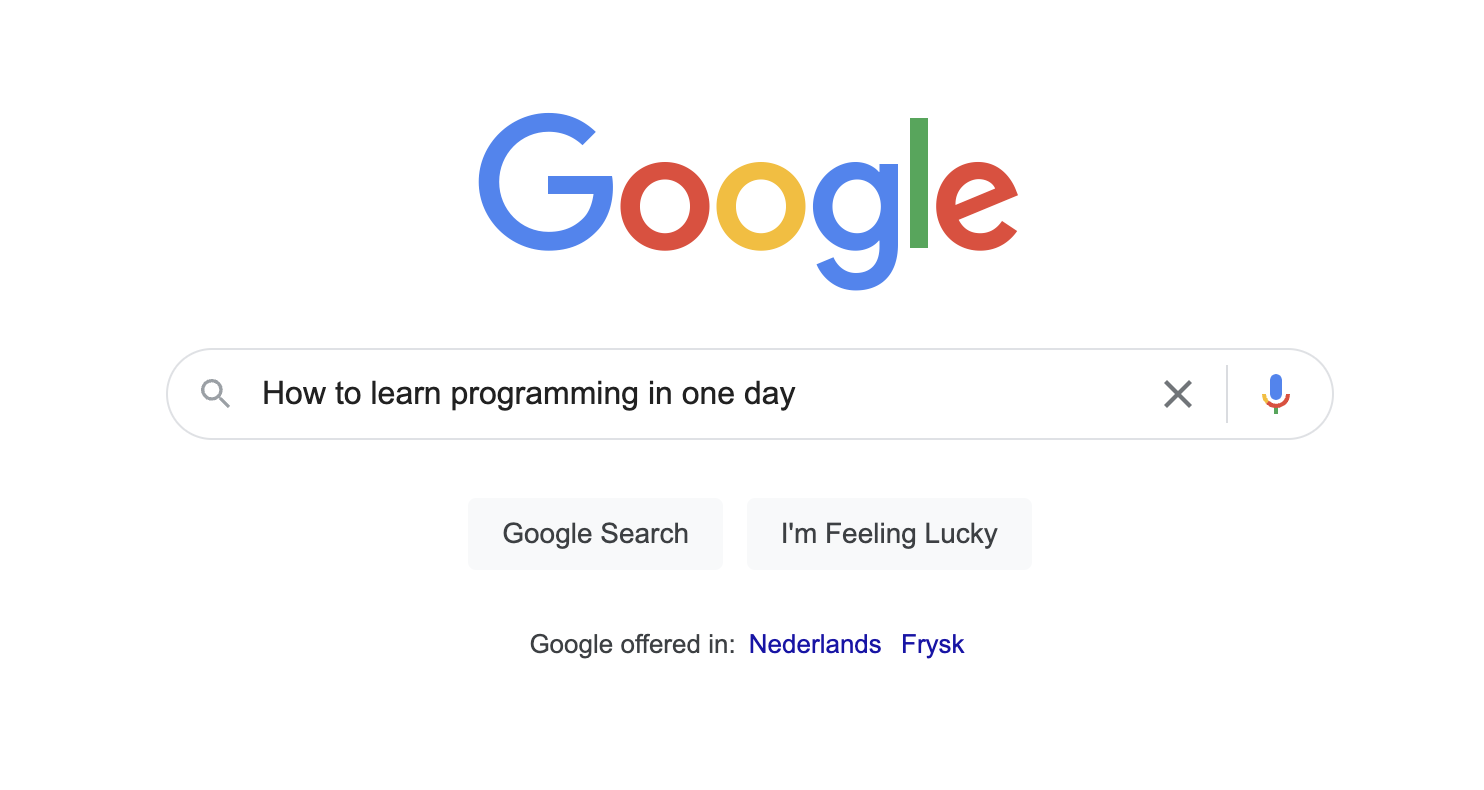 Google
How to learn programming in one day
Google Search I'm Feeling Lucky
Google offered in: Nederlands Frysk